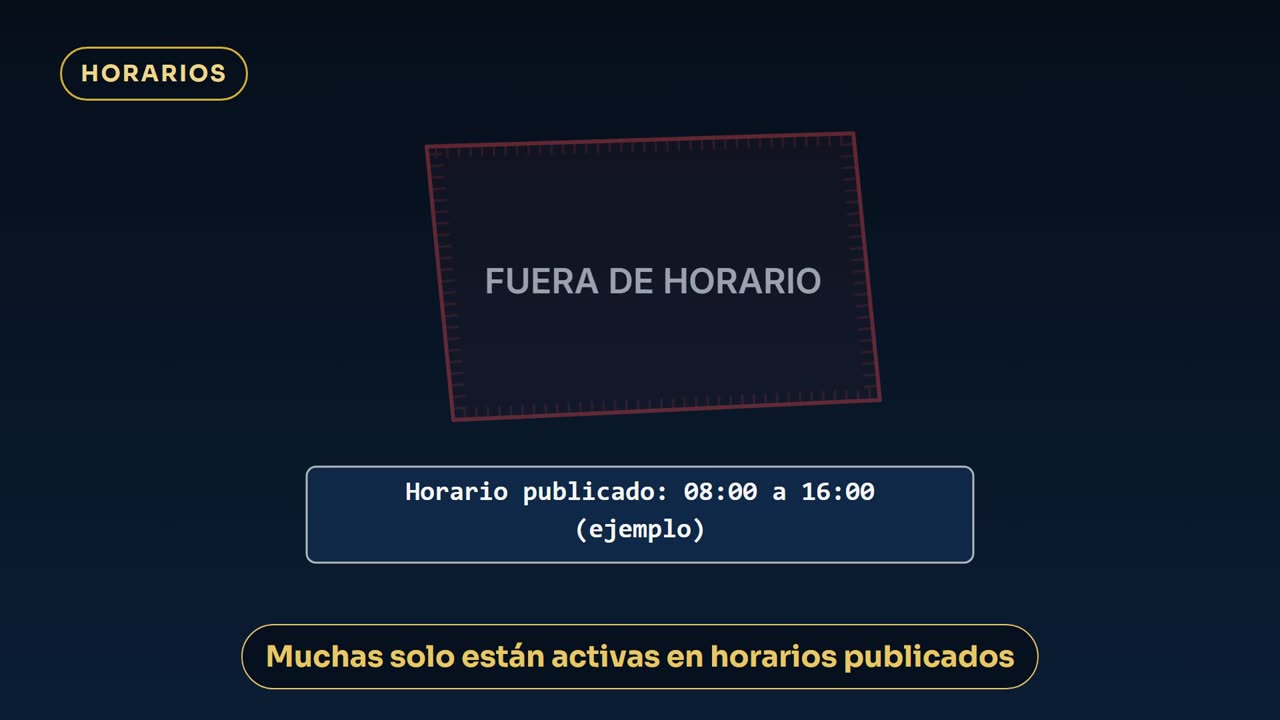 HORARIOS
FUERA DE HORARIO
Horario publicado: 08:00 a 16:00
(ejemplo)
Muchas solo están activas en horarios publicados